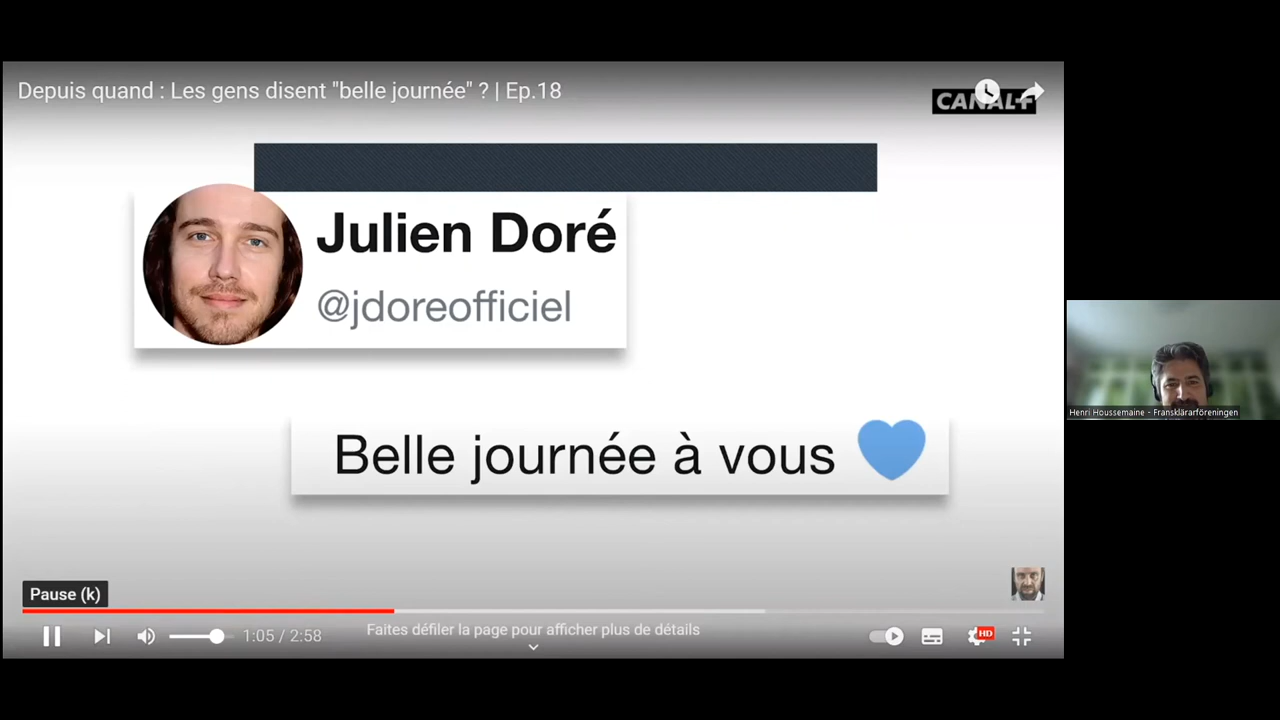 Depuis quand : Les gens disent "belle journée" ? | Ep.18
CANAL+
Julien Doré
@jdoreofficiel
Belle journée à vous
Henri Houssemaine - Fransklärarföreningen
Pause (k)
1:05 / 2:58
Faites défiler la page pour afficher plus de détails
HD